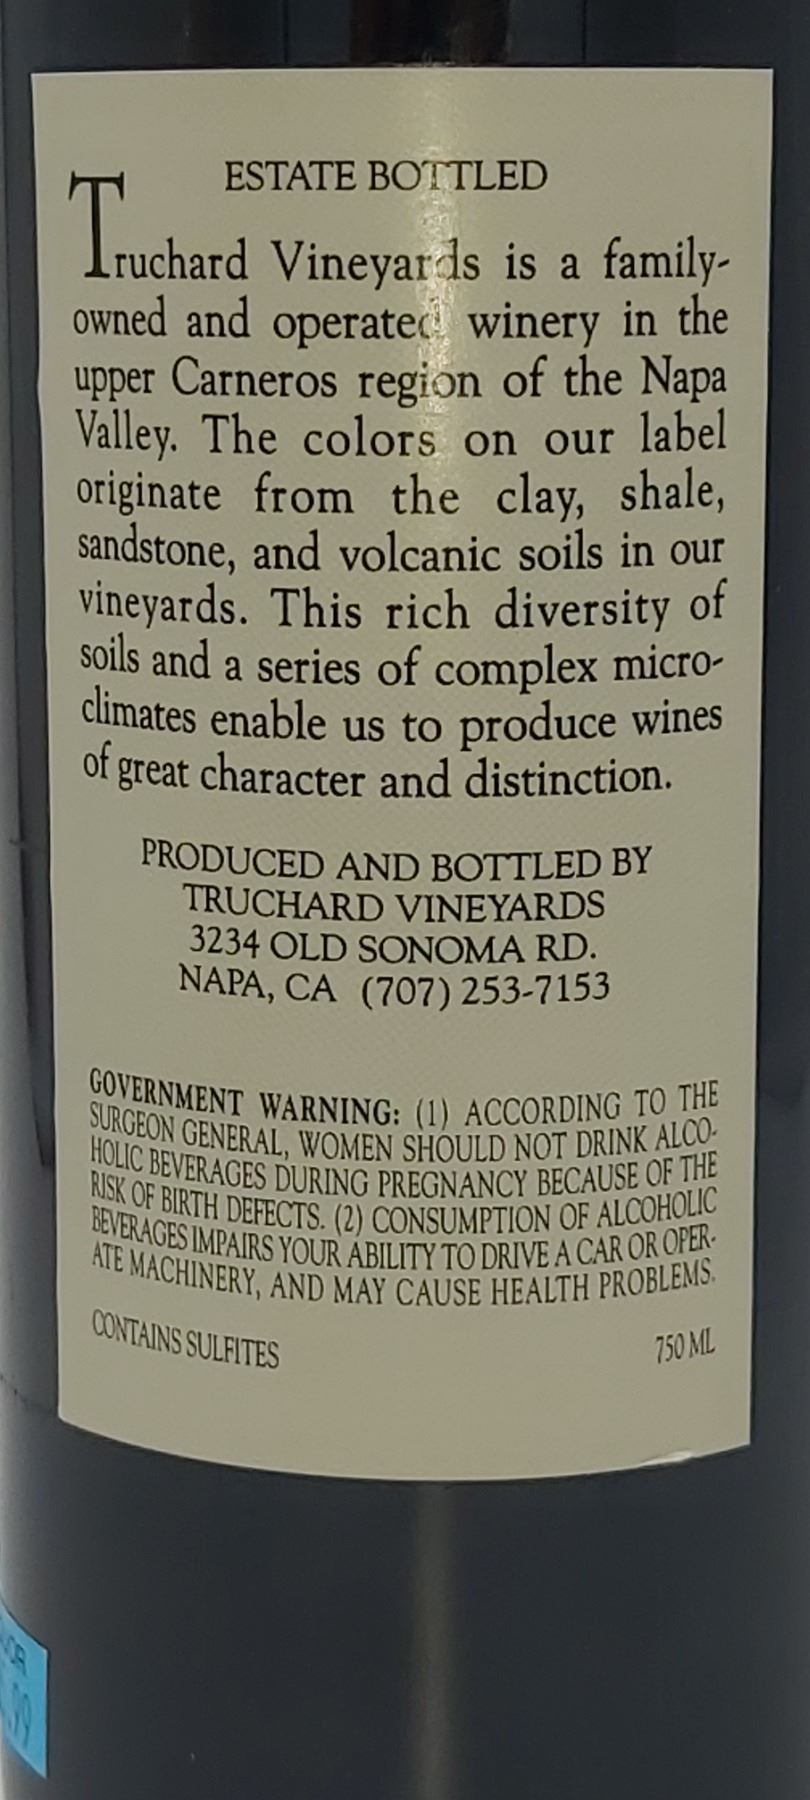 ESTATE BOTTLED
Truchard Vineyards is a family-
owned and operated winery in the
upper Carneros region of the Napa
Valley. The colors on our label
originate from the clay, shale,
sandstone, and volcanic soils in our
vineyards. This rich diversity of
soils and a series of complex micro-
climates enable us to produce wines
of great character and distinction.
PRODUCED AND BOTTLED BY
TRUCHARD VINEYARDS
3234 OLD SONOMA RD.
NAPA, CA (707) 253-7153
GOVERNMENT WARNING: (1) ACCORDING TO THE
SURGEON GENERAL, WOMEN SHOULD NOT DRINK ALCO-
HOLIC BEVERAGES DURING PREGNANCY BECAUSE OF THE
RISK OF BIRTH DEFECTS. (2) CONSUMPTION OF ALCOHOLIC
BEVERAGES IMPAIRS YOUR ABILITY TO DRIVE A CAR OR OPER-
ATE MACHINERY, AND MAY CAUSE HEALTH PROBLEMS.
CONTAINS SULFITES 750 ML